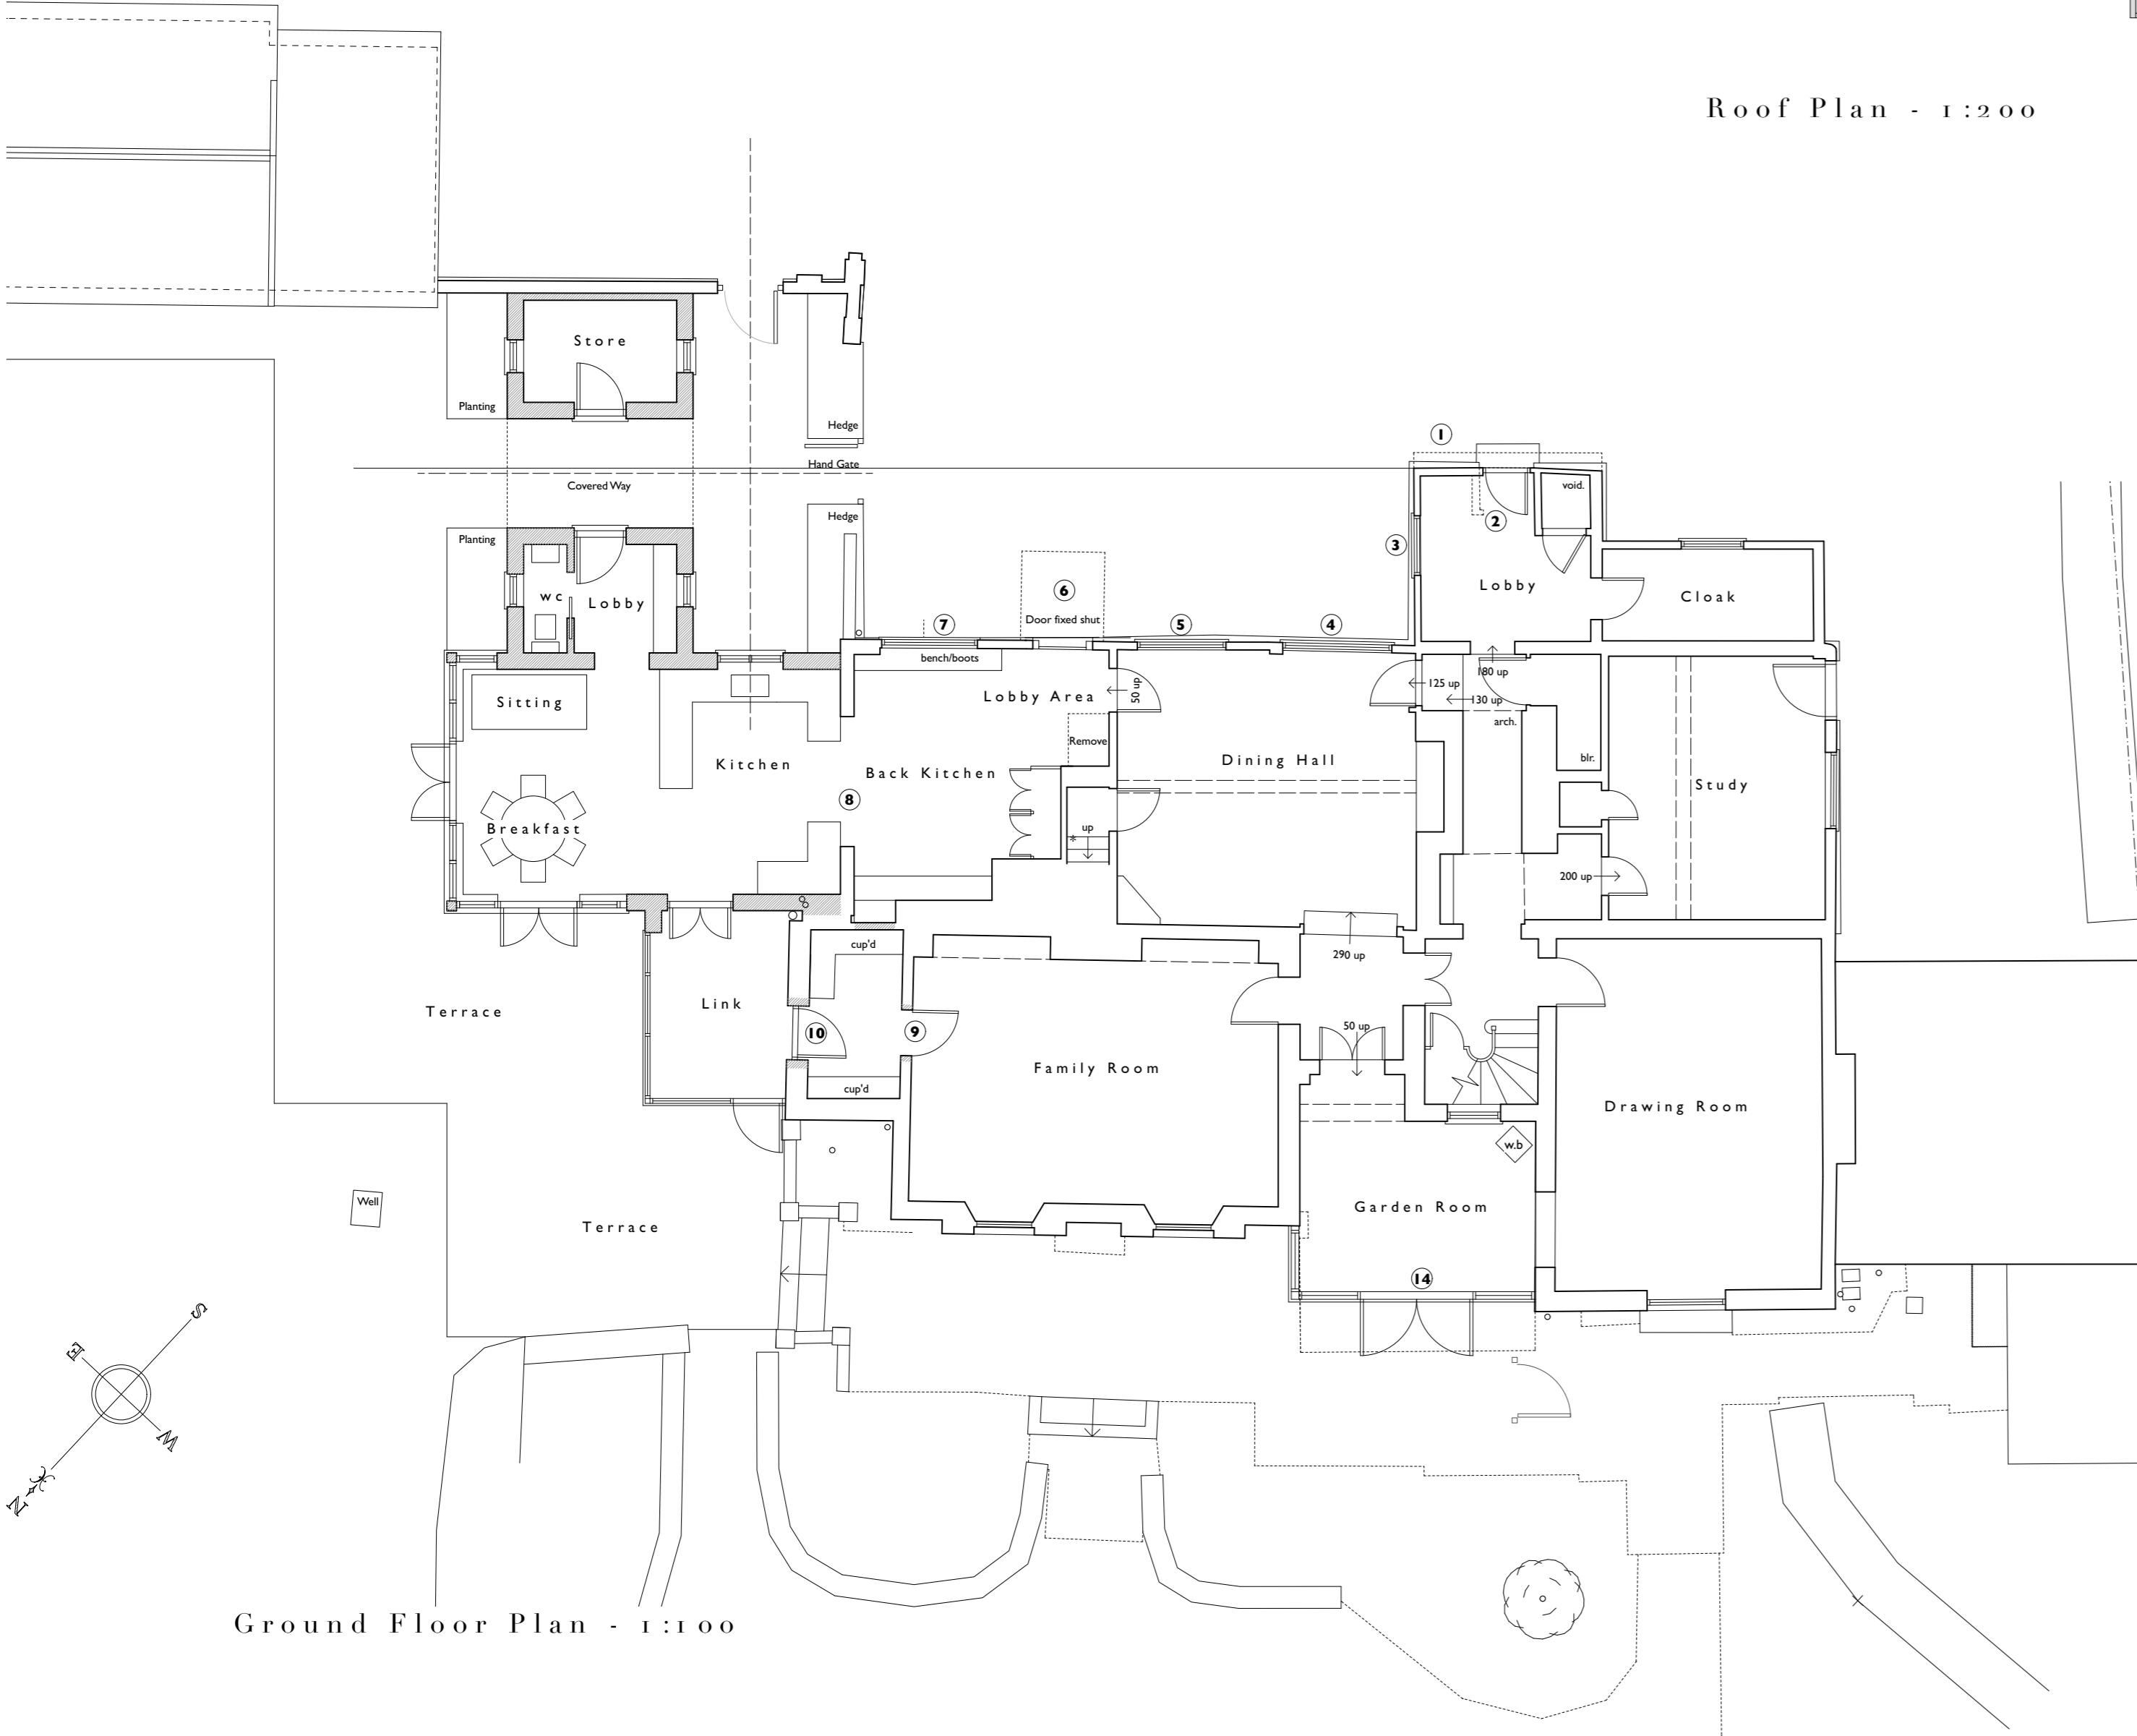 Roof Plan - 1:200
Store
Planting
Hedge
Hand Gate
Covered Way
Hedge
Planting
wc
Lobby
1
void.
2
3
Lobby
Cloak
6
Door fixed shut
7
5
4
bench/boots
Sitting
Lobby Area
50 up
125 up
180 up
130 up
arch.
Remove
Kitchen
Back Kitchen
Dining Hall
blr.
Study
8
Breakfast
up
*
200 up
cup'd
290 up
Terrace
Link
10
9
50 up
Family Room
cup'd
Drawing Room
w.b
Well
Terrace
Garden Room
14
S
E
W
N
Ground Floor Plan - 1:100